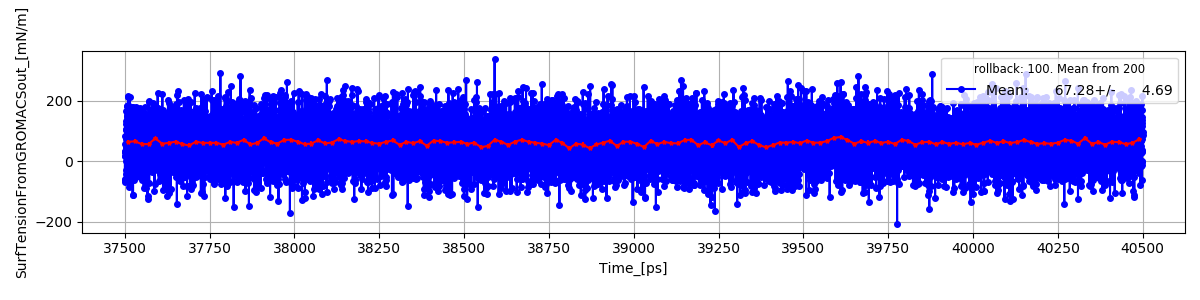 SurfTensionFromGROMACSout_[mN/m]
200
0
−200
rollback: 100. Mean from 200
Mean: 67.28+/- 4.69
37500 37750 38000 38250 38500 38750 39000 39250 39500 39750 40000 40250 40500
Time_[ps]